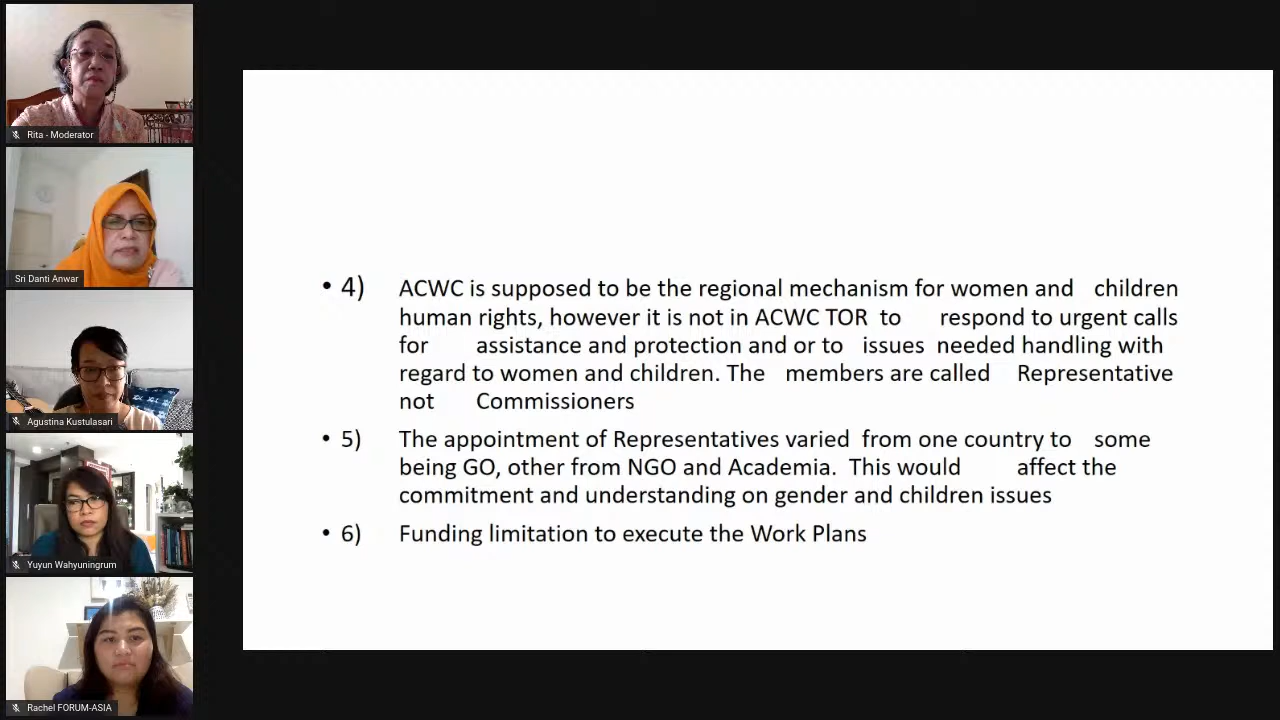 Rita - Moderator
Sri Danti Anwar
Agustina Kustulasari
Yuyun Wahyuningrum
Rachel FORUM-ASIA
• 4) ACWC is supposed to be the regional mechanism for women and children
human rights, however it is not in ACWC TOR to respond to urgent calls
for assistance and protection and or to issues needed handling with
regard to women and children. The members are called Representative
not Commissioners
• 5) The appointment of Representatives varied from one country to some
being GO, other from NGO and Academia. This would affect the
commitment and understanding on gender and children issues
• 6) Funding limitation to execute the Work Plans